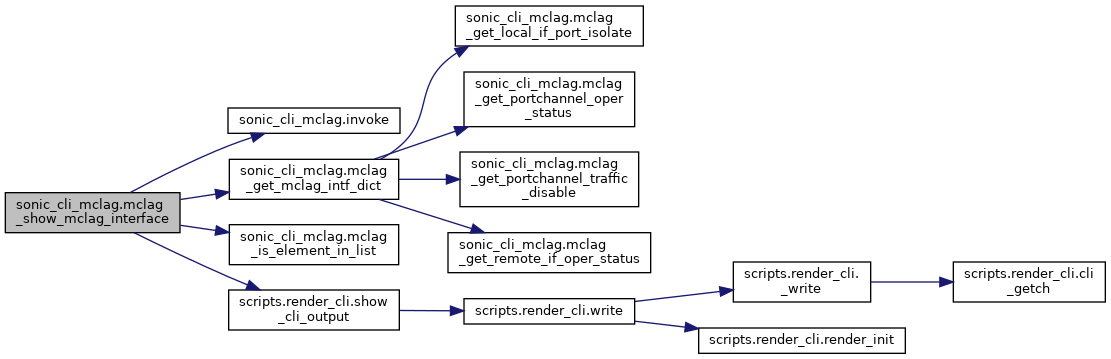 sonic_cli_mclag.mclag
_show_mclag_interface
sonic_cli_mclag.invoke
sonic_cli_mclag.mclag
_get_mclag_intf_dict
sonic_cli_mclag.mclag
_is_element_in_list
scripts.render_cli.show
_cli_output
sonic_cli_mclag.mclag
_get_local_if_port_isolate
sonic_cli_mclag.mclag
_get_portchannel_oper
_status
sonic_cli_mclag.mclag
_get_portchannel_traffic
_disable
sonic_cli_mclag.mclag
_get_remote_if_oper_status
scripts.render_cli.write
scripts.render_cli.
_write
scripts.render_cli.render_init
scripts.render_cli.cli
_getch